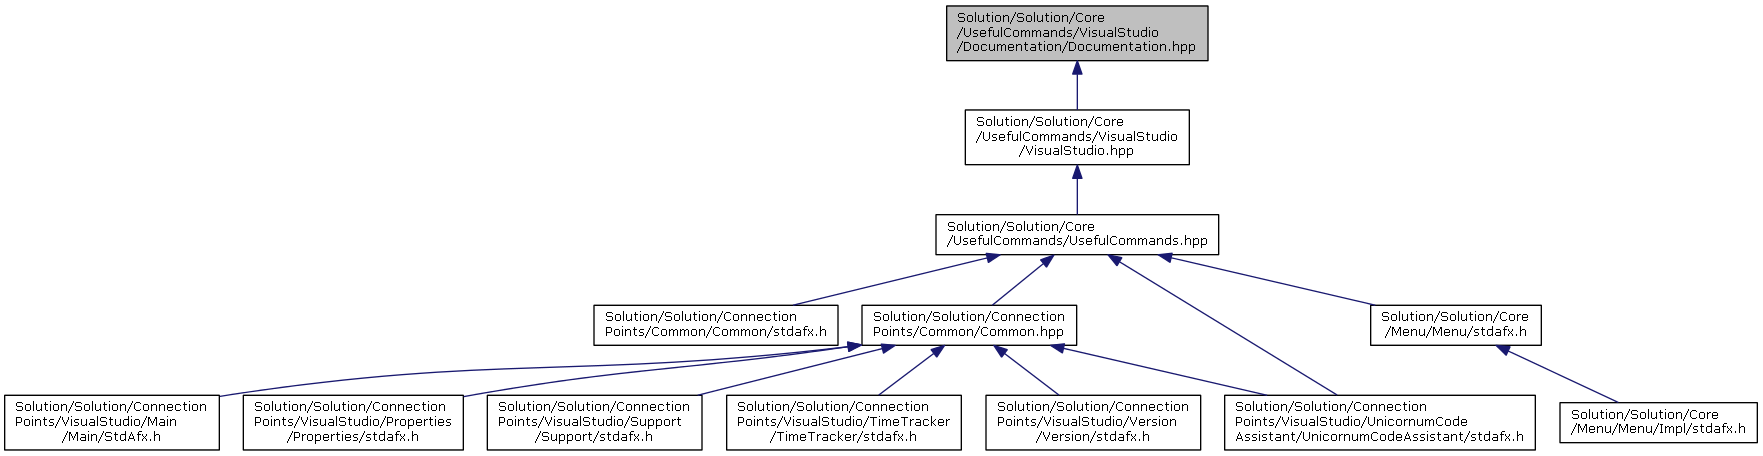 Solution/Solution/Core
/UsefulCommands/VisualStudio
/Documentation/Documentation.hpp
Solution/Solution/Core
/UsefulCommands/VisualStudio
/VisualStudio.hpp
Solution/Solution/Core
/UsefulCommands/UsefulCommands.hpp
Solution/Solution/Connection
Points/Common/Common/stdafx.h
Solution/Solution/Connection
Points/Common/Common.hpp
Solution/Solution/Core
/Menu/Menu/stdafx.h
Solution/Solution/Connection
Points/VisualStudio/Main
/Main/StdAfx.h
Solution/Solution/Connection
Points/VisualStudio/Properties
/Properties/stdafx.h
Solution/Solution/Connection
Points/VisualStudio/Support
/Support/stdafx.h
Solution/Solution/Connection
Points/VisualStudio/TimeTracker
/TimeTracker/stdafx.h
Solution/Solution/Connection
Points/VisualStudio/Version
/Version/stdafx.h
Solution/Solution/Connection
Points/VisualStudio/UnicornumCode
Assistant/UnicornumCodeAssistant/stdafx.h
Solution/Solution/Core
/Menu/Menu/Impl/stdafx.h